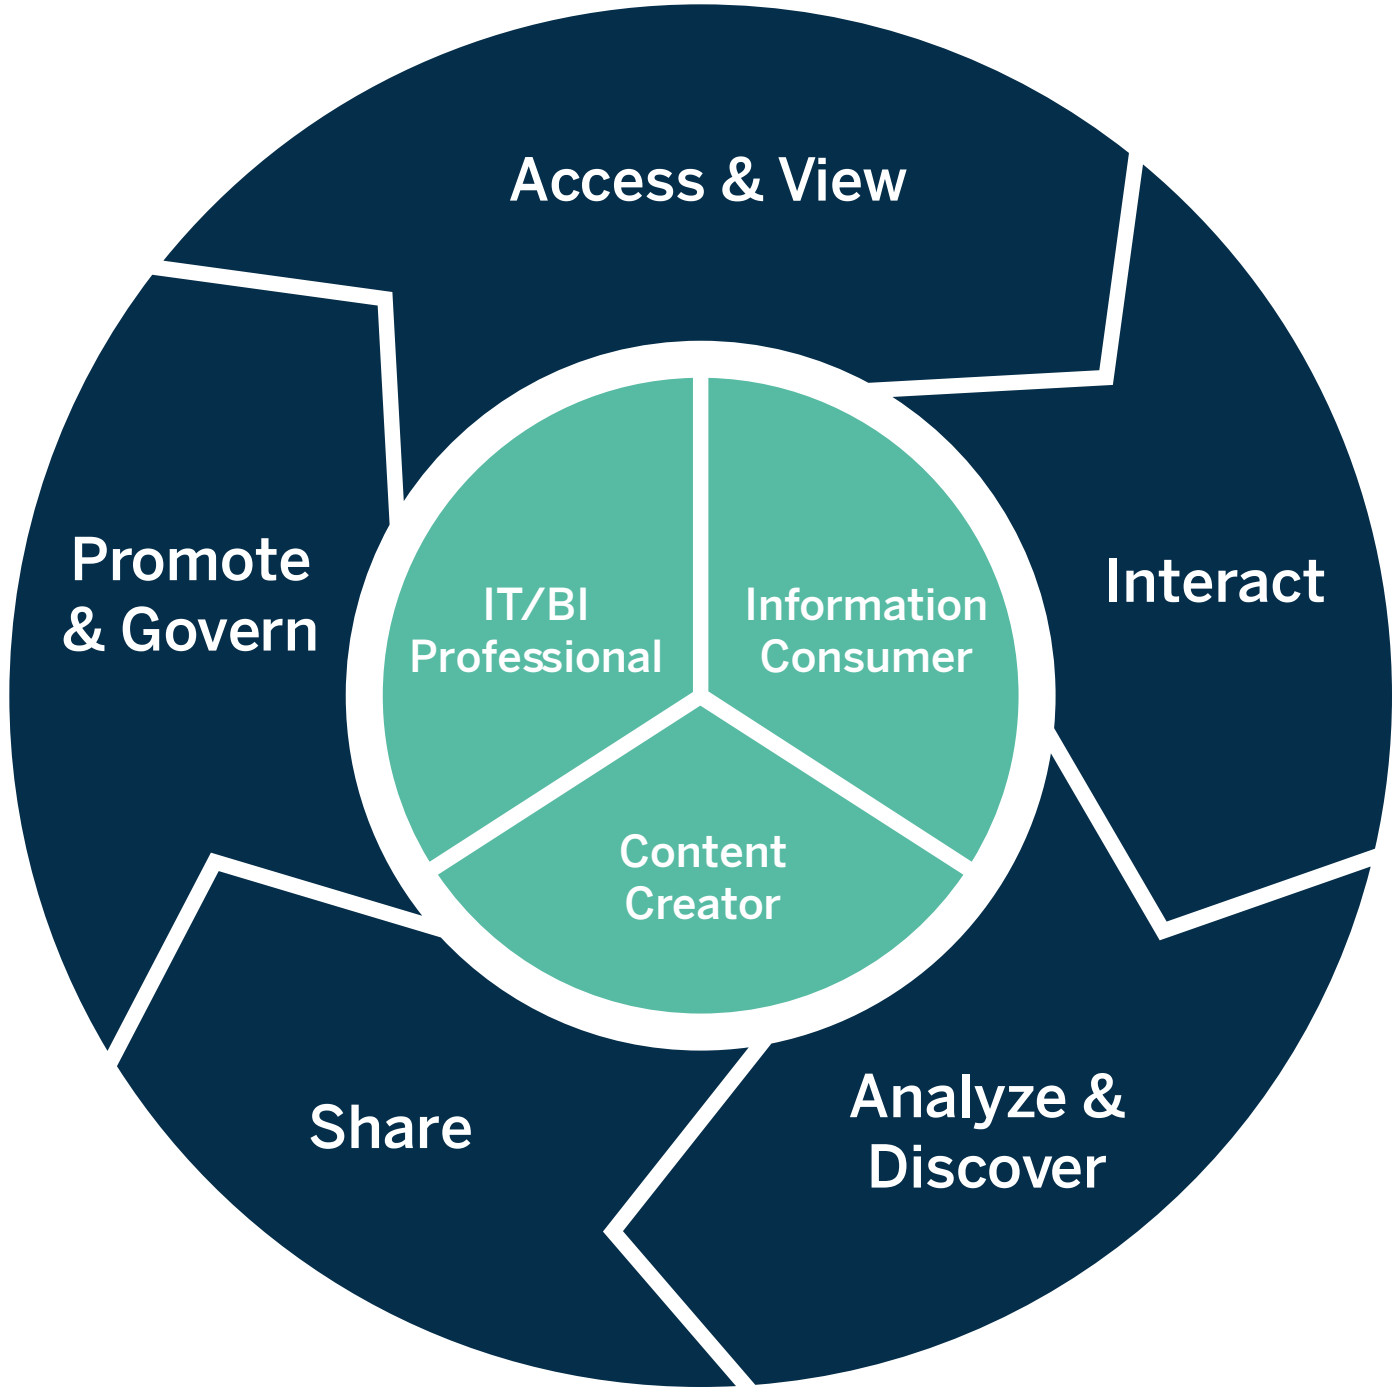 Access & View
Interact
Analyze &
Discover
Share
Promote
& Govern
IT/BI
Professional
Information
Consumer
Content
Creator